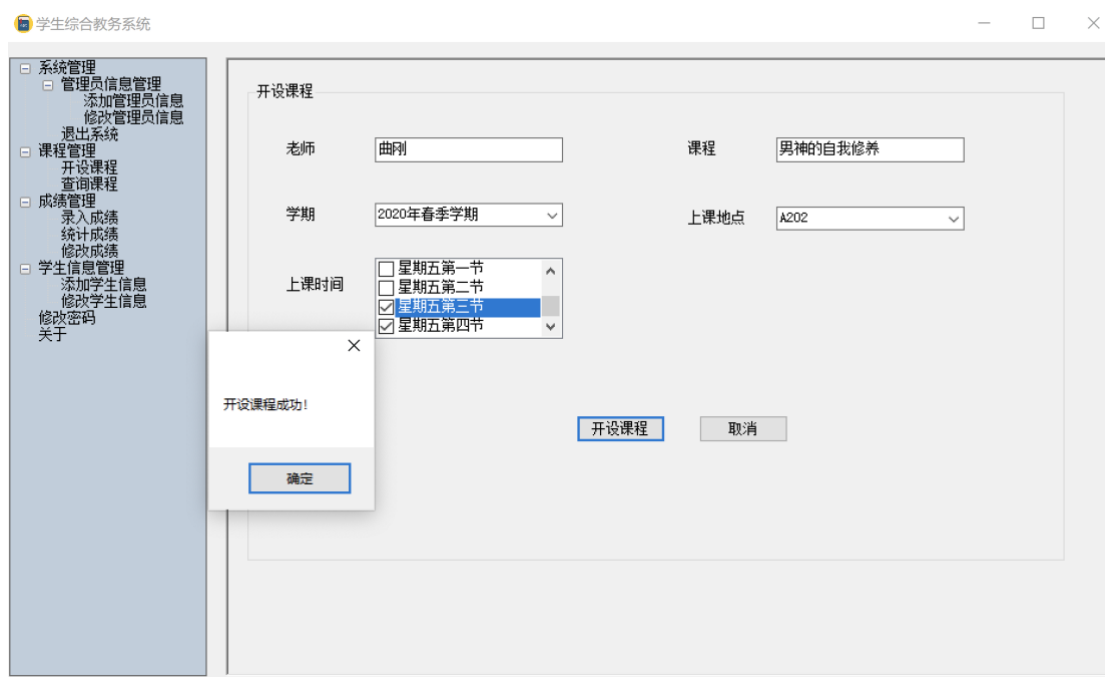 学生综合教务系统
系统管理
管理员信息管理
添加管理员信息
修改管理员信息
退出系统
课程管理
开设课程
查询课程
成绩管理
录入成绩
统计成绩
修改成绩
学生信息管理
添加学生信息
修改学生信息
修改密码
关于
开设课程
老师 曲刚 课程 男神的自我修养
学期 2020年春季学期 上课地点 A202
上课时间 星期五第一节
星期五第二节
星期五第三节
星期五第四节
开设课程成功!
确定
开设课程 取消